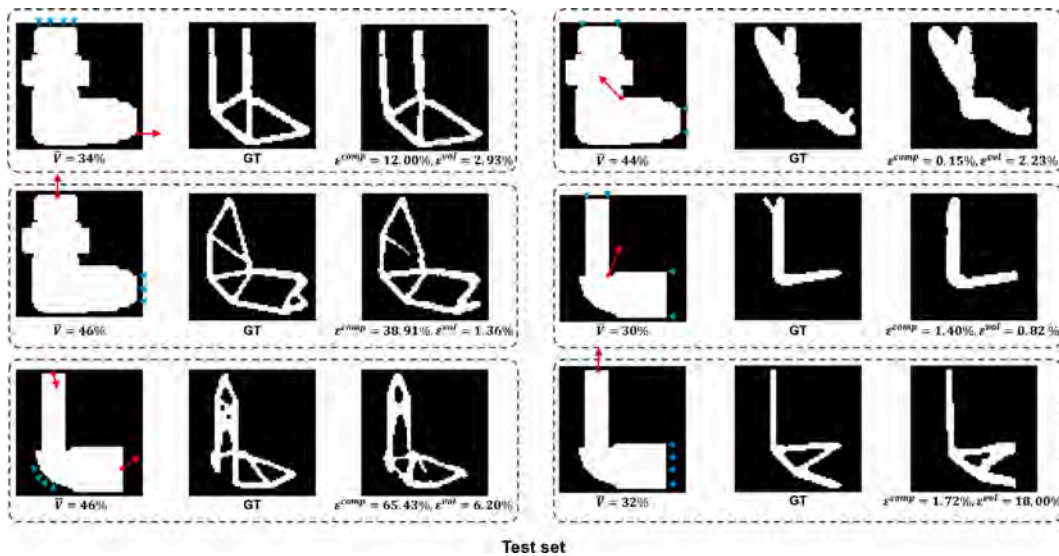 V̄ = 34%
GT
ε^comp = 12.00%, ε^vol = 2.93%
V̄ = 44%
GT
ε^comp = 0.15%, ε^vol = 2.23%
V̄ = 46%
GT
ε^comp = 38.91%, ε^vol = 1.36%
V̄ = 30%
GT
ε^comp = 1.40%, ε^vol = 0.82 %
V̄ = 46%
GT
ε^comp = 65.43%, ε^vol = 6.20%
V̄ = 32%
GT
ε^comp = 1.72%, ε^vol = 18.00%
Test set